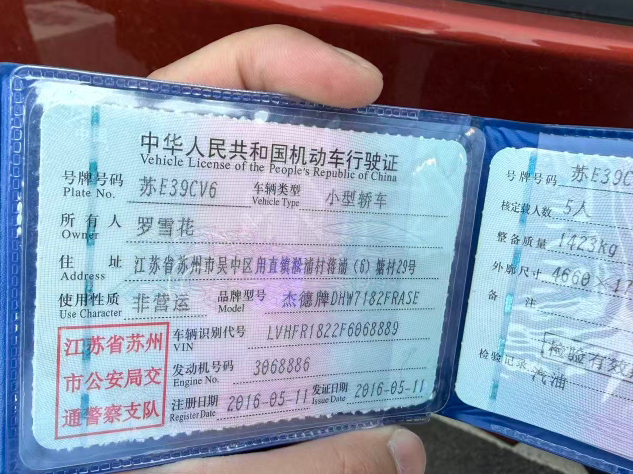 中华人民共和国机动车行驶证
Vehicle License of the People's Republic of China
号牌号码 苏E39CV6 车辆类型 小型轿车
Plate No. Vehicle Type
所有人 罗雪花
Owner
住址 江苏省苏州市吴中区甪直镇淞浦村蒋浦(6)塘村29号
Address
使用性质 非营运 品牌型号 杰德牌DHW7182FRASE
Use Character Model
江苏省苏州
市公安局交
通警察支队
车辆识别代号 LVHFR1822F6068889
VIN
发动机号码 3068886
Engine No.
注册日期 2016-05-11 发证日期 2016-05-11
Register Date Issue Date
号牌号码 苏E39C
核定载人数 5人
整备质量 1423kg
外廓尺寸 4660×17
备注
检验有效
检验记录 汽油